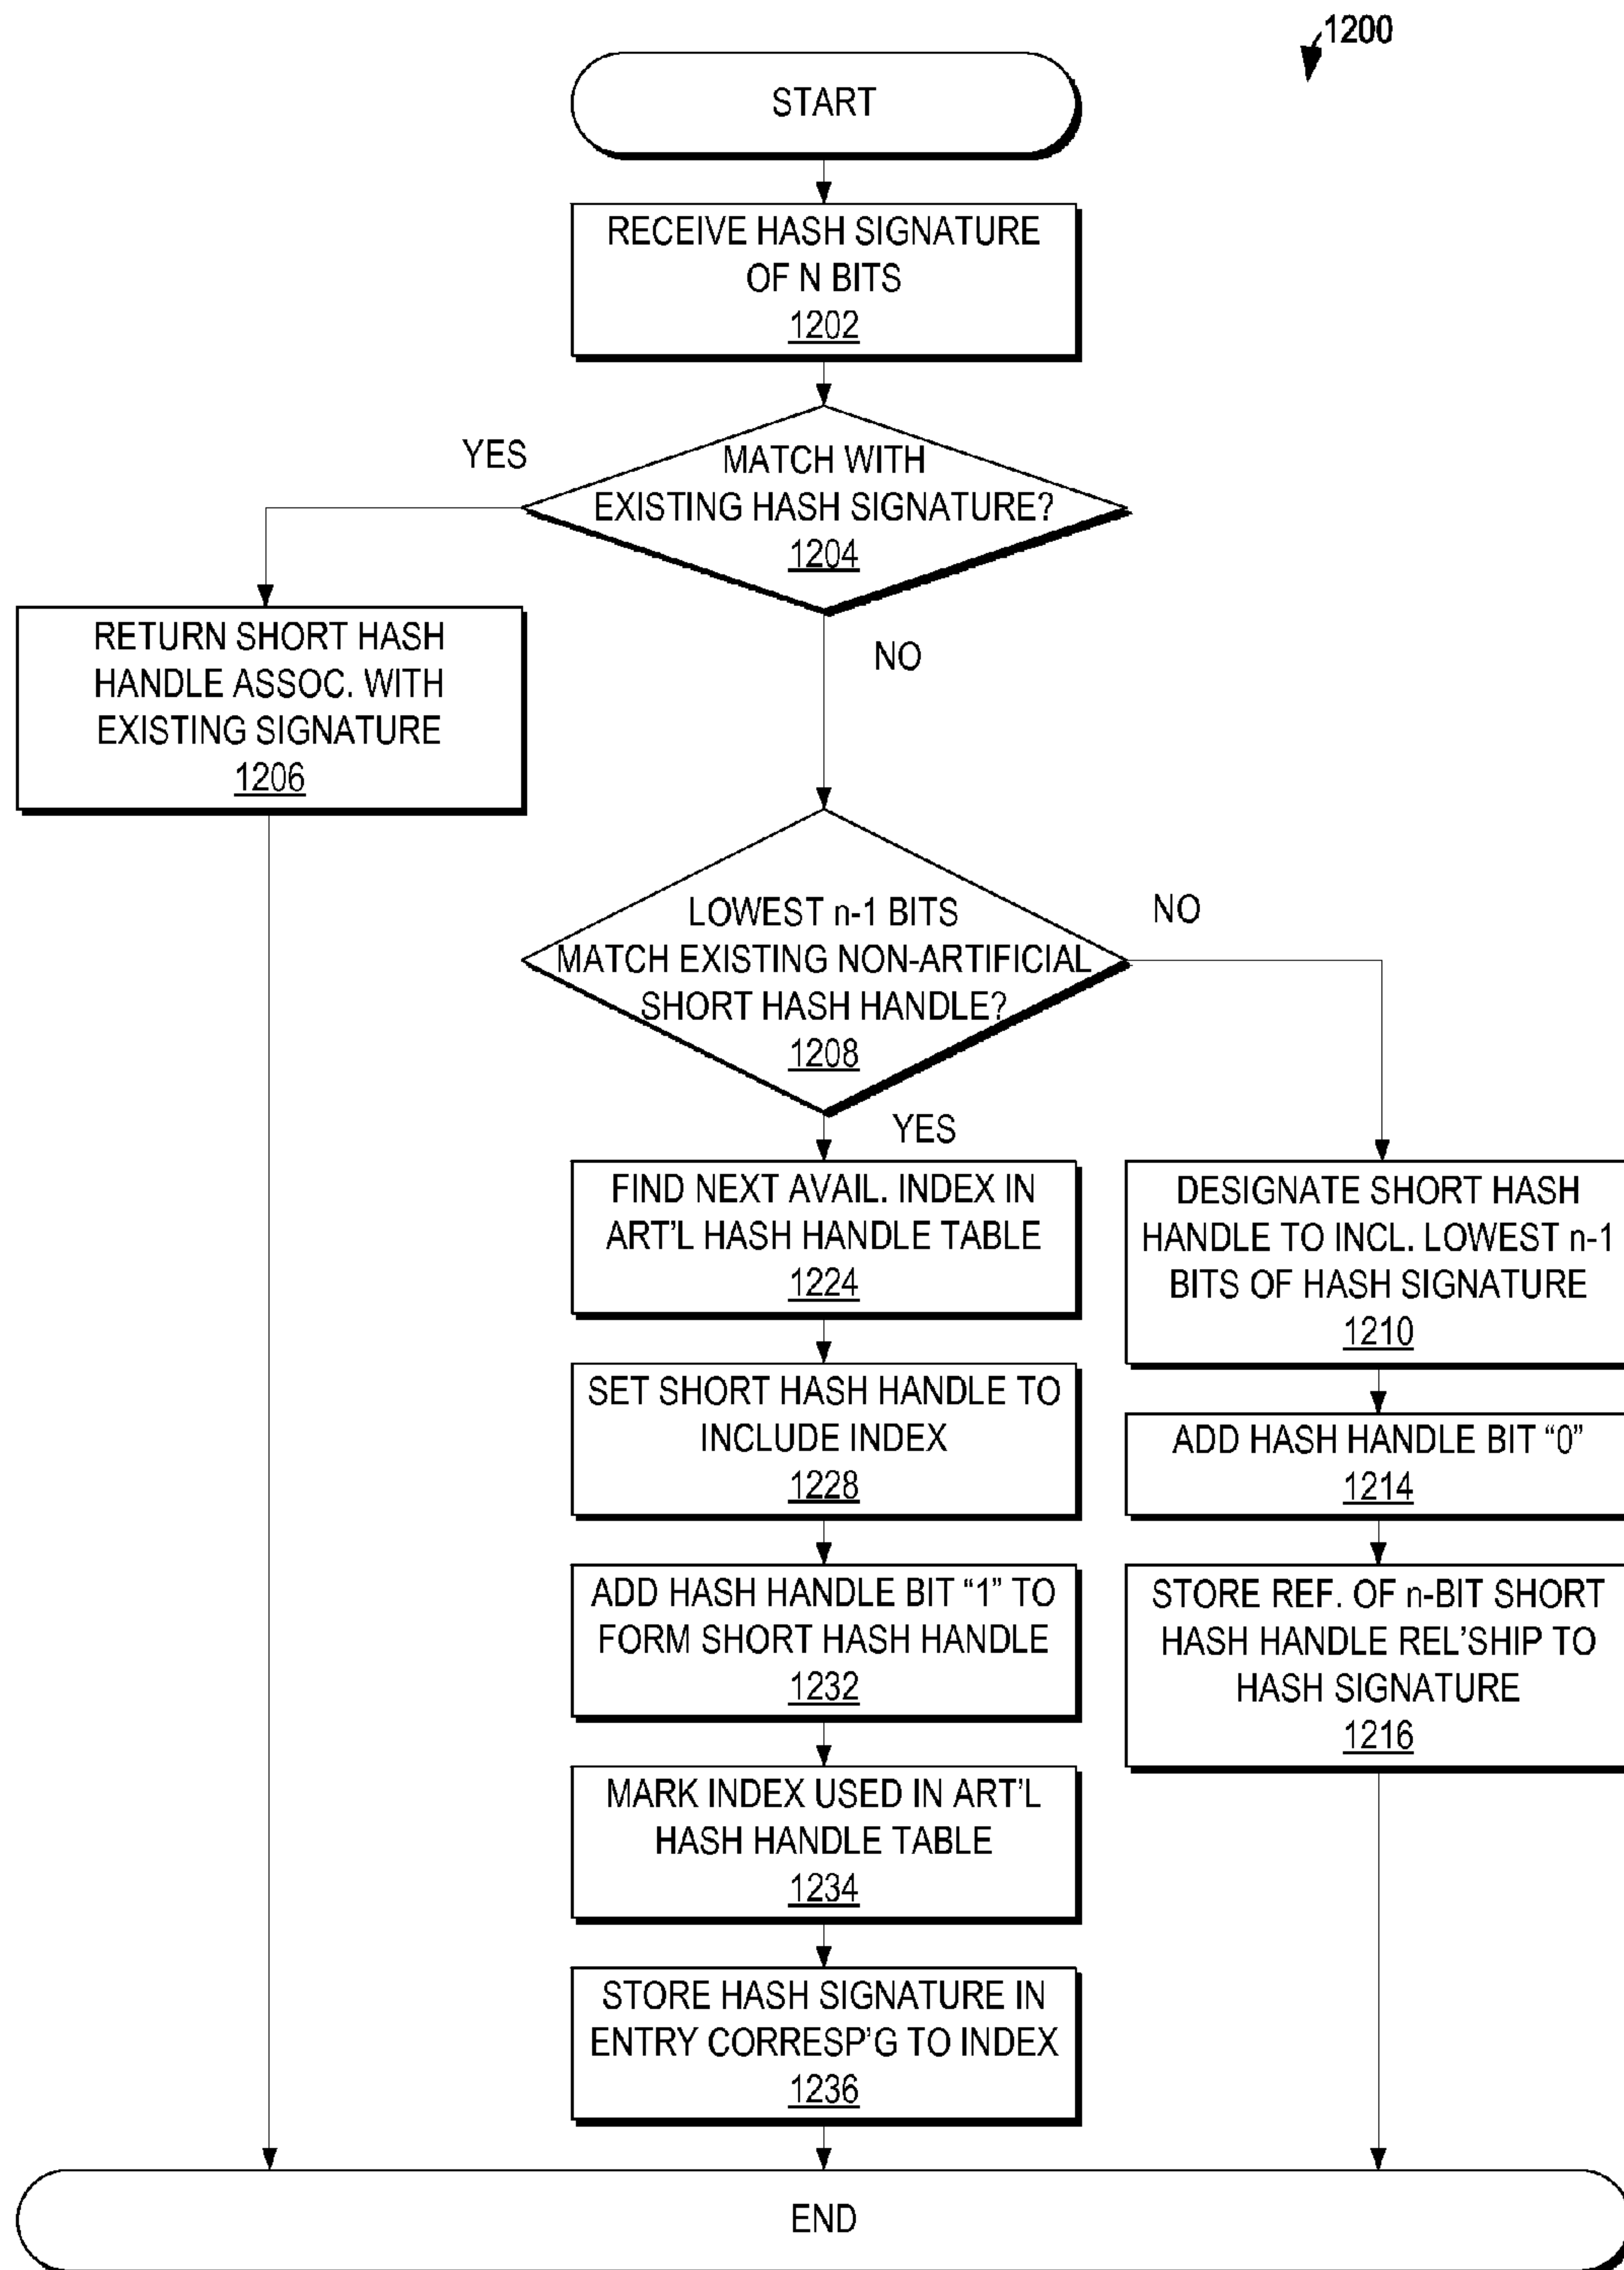 1200
START
RECEIVE HASH SIGNATURE
OF N BITS
1202
YES
MATCH WITH
EXISTING HASH SIGNATURE?
1204
RETURN SHORT HASH
HANDLE ASSOC. WITH
EXISTING SIGNATURE
1206
NO
LOWEST n-1 BITS
MATCH EXISTING NON-ARTIFICIAL
SHORT HASH HANDLE?
1208
NO
YES
FIND NEXT AVAIL. INDEX IN
ART'L HASH HANDLE TABLE
1224
SET SHORT HASH HANDLE TO
INCLUDE INDEX
1228
ADD HASH HANDLE BIT “1” TO
FORM SHORT HASH HANDLE
1232
MARK INDEX USED IN ART'L
HASH HANDLE TABLE
1234
STORE HASH SIGNATURE IN
ENTRY CORRESP'G TO INDEX
1236
DESIGNATE SHORT HASH
HANDLE TO INCL. LOWEST n-1
BITS OF HASH SIGNATURE
1210
ADD HASH HANDLE BIT “0”
1214
STORE REF. OF n-BIT SHORT
HASH HANDLE REL'SHIP TO
HASH SIGNATURE
1216
END